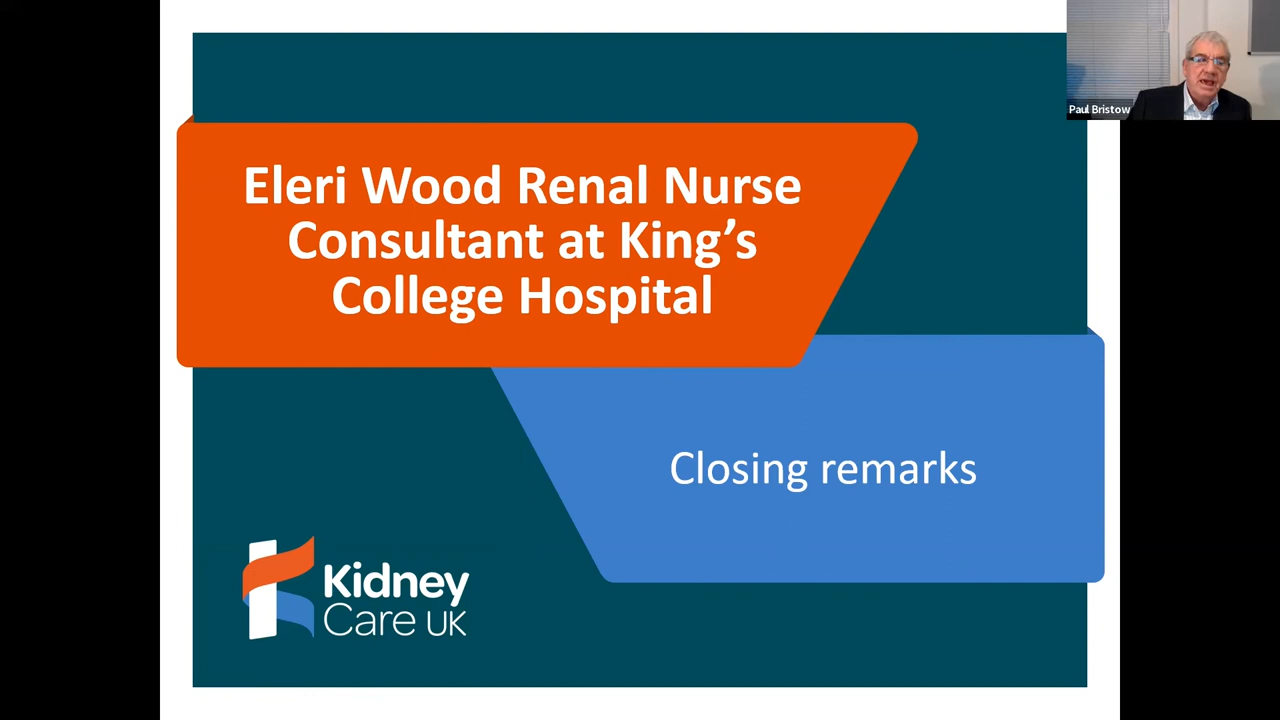 Paul Bristow
Eleri Wood Renal Nurse
Consultant at King’s
College Hospital
Closing remarks
Kidney
Care UK